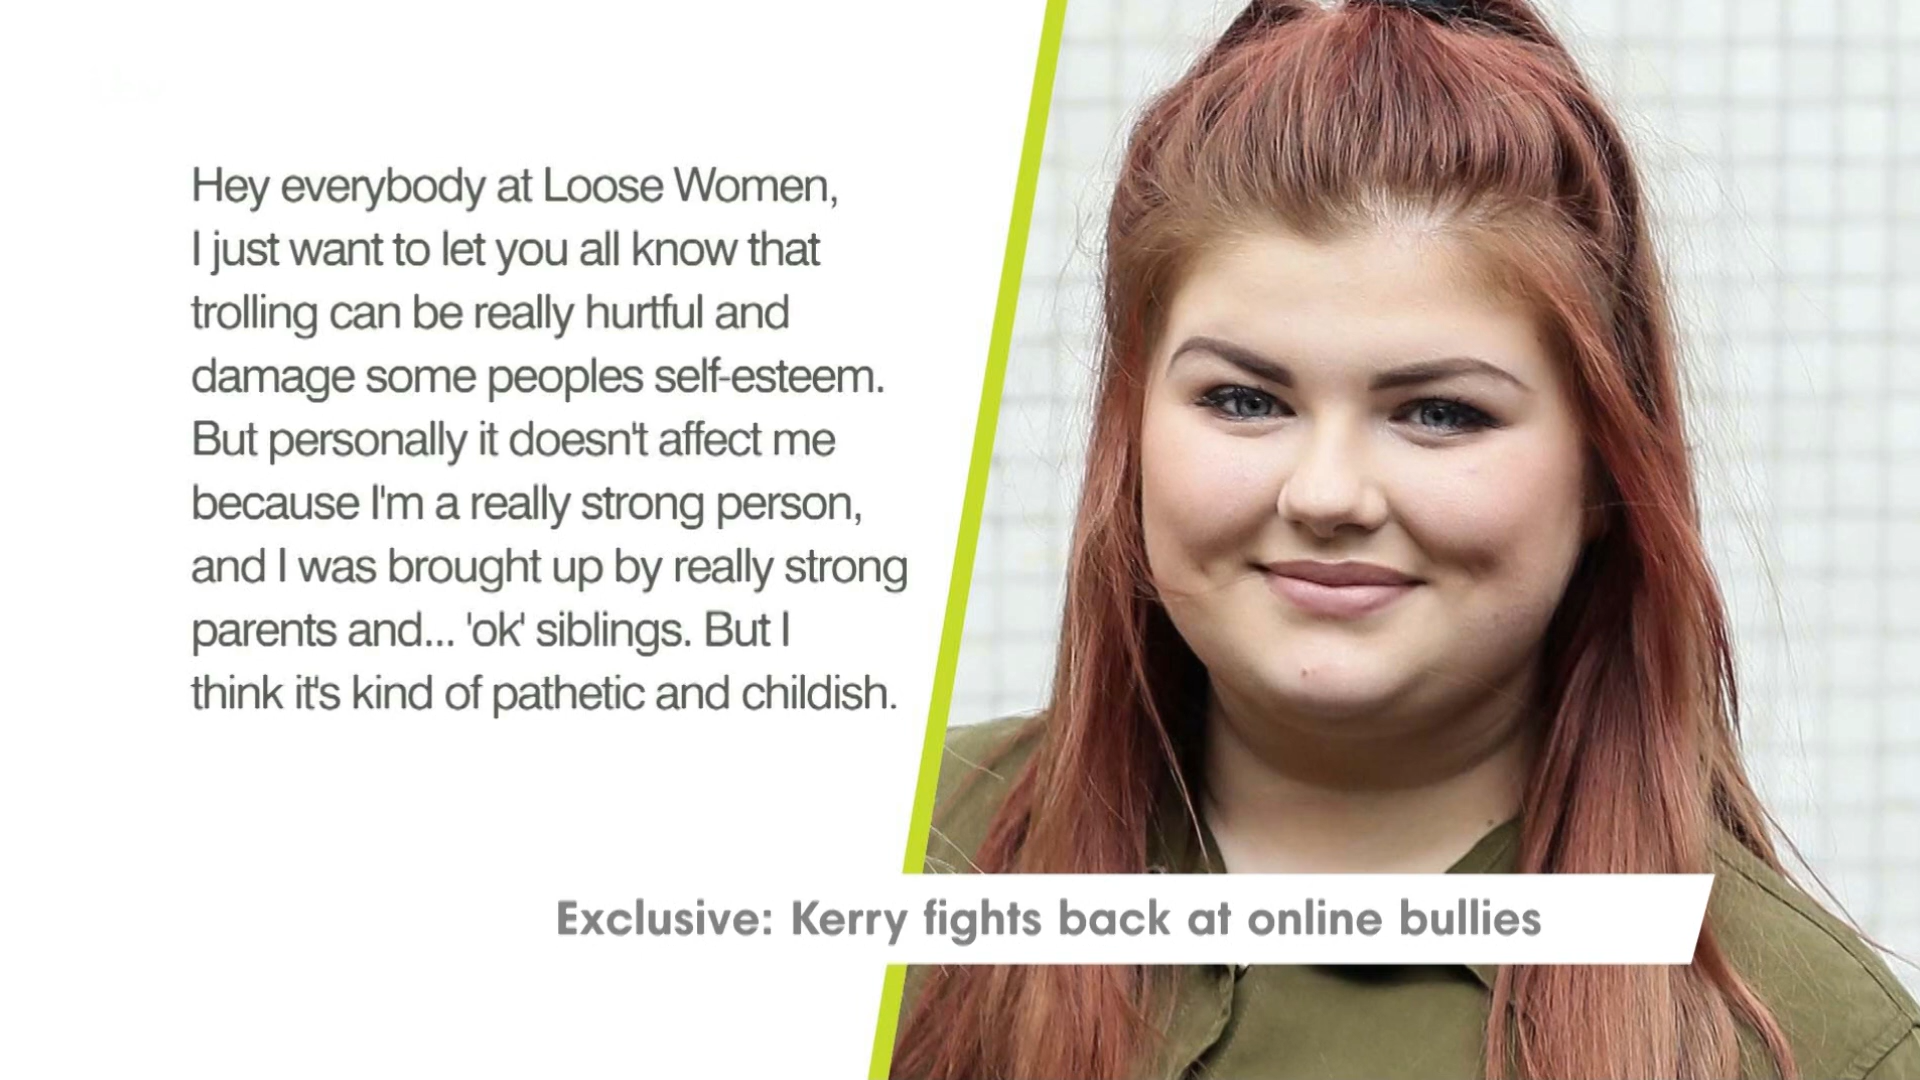 Hey everybody at Loose Women,
I just want to let you all know that
trolling can be really hurtful and
damage some peoples self-esteem.
But personally it doesn't affect me
because I'm a really strong person,
and I was brought up by really strong
parents and... 'ok' siblings. But I
think it's kind of pathetic and childish.
Exclusive: Kerry fights back at online bullies